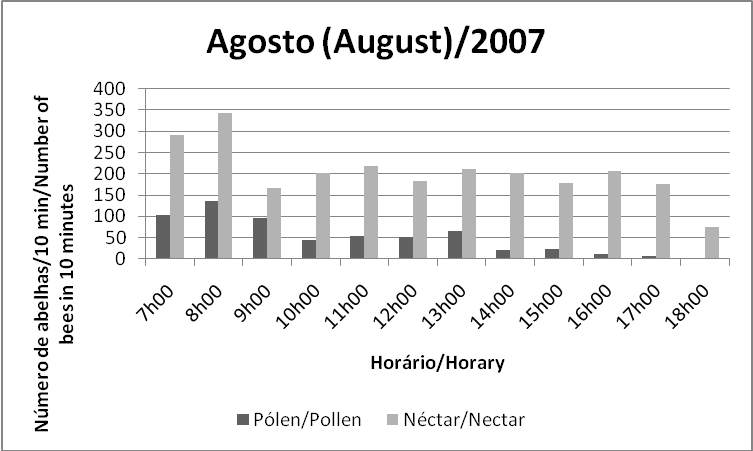 Agosto (August)/2007
Número de abelhas/10 min/Number of
bees in 10 minutes
400
350
300
250
200
150
100
50
0
7h00
8h00
9h00
10h00
11h00
12h00
13h00
14h00
15h00
16h00
17h00
18h00
Horário/Horary
Pólen/Pollen
Néctar/Nectar